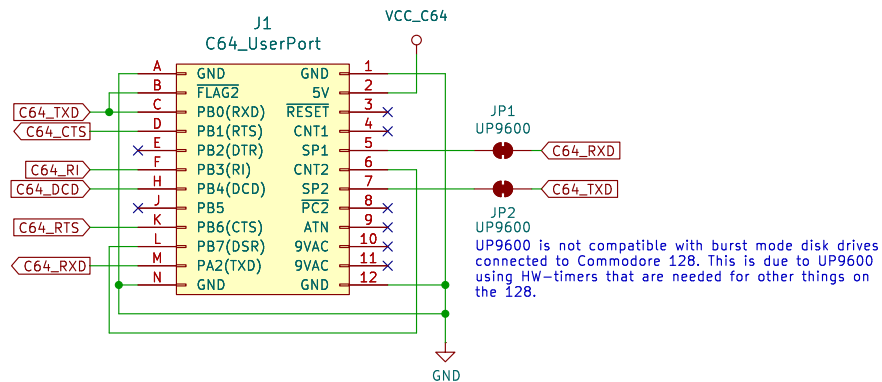 VCC_C64
J1
C64_UserPort
A GND GND 1
B FLAG2 5V 2
C64_TXD C PB0(RXD) RESET 3
C64_CTS D PB1(RTS) CNT1 4
JP1
UP9600
E PB2(DTR) SP1 5 C64_RXD
C64_RI F PB3(RI) CNT2 6
C64_DCD H PB4(DCD) SP2 7 C64_TXD
J PB5 PC2 8
JP2
UP9600
C64_RTS K PB6(CTS) ATN 9
L PB7(DSR) 9VAC 10
C64_RXD M PA2(TXD) 9VAC 11
N GND GND 12
UP9600 is not compatible with burst mode disk drives
connected to Commodore 128. This is due to UP9600
using HW-timers that are needed for other things on
the 128.
GND